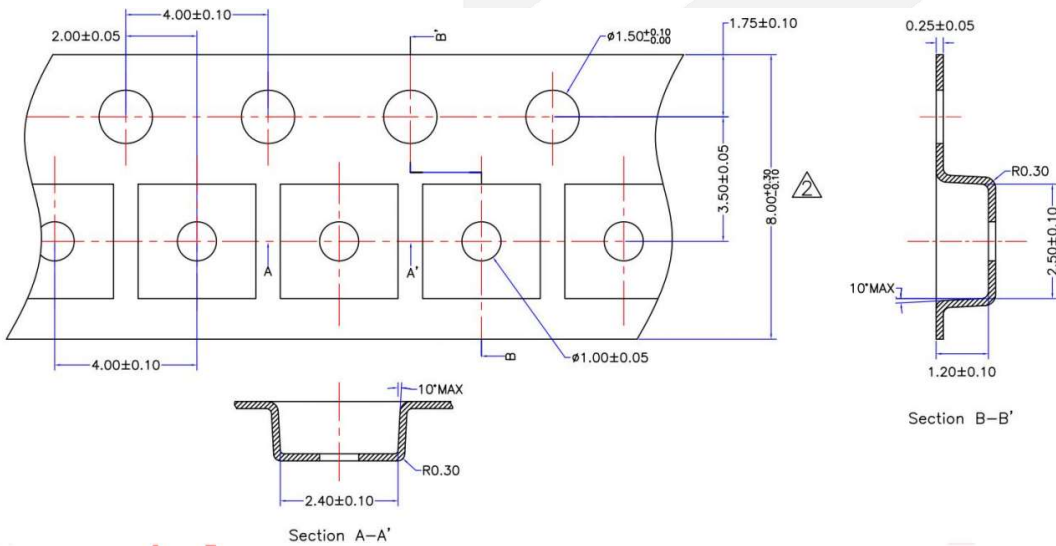 4.00±0.10
2.00±0.05
B'
ø1.50+0.10-0.00
1.75±0.10
0.25±0.05
3.50±0.05
8.00+0.30-0.10
2
R0.30
2.50±0.10
10°MAX
1.20±0.10
Section B-B'
A
A'
B
ø1.00±0.05
4.00±0.10
10°MAX
R0.30
2.40±0.10
Section A-A'